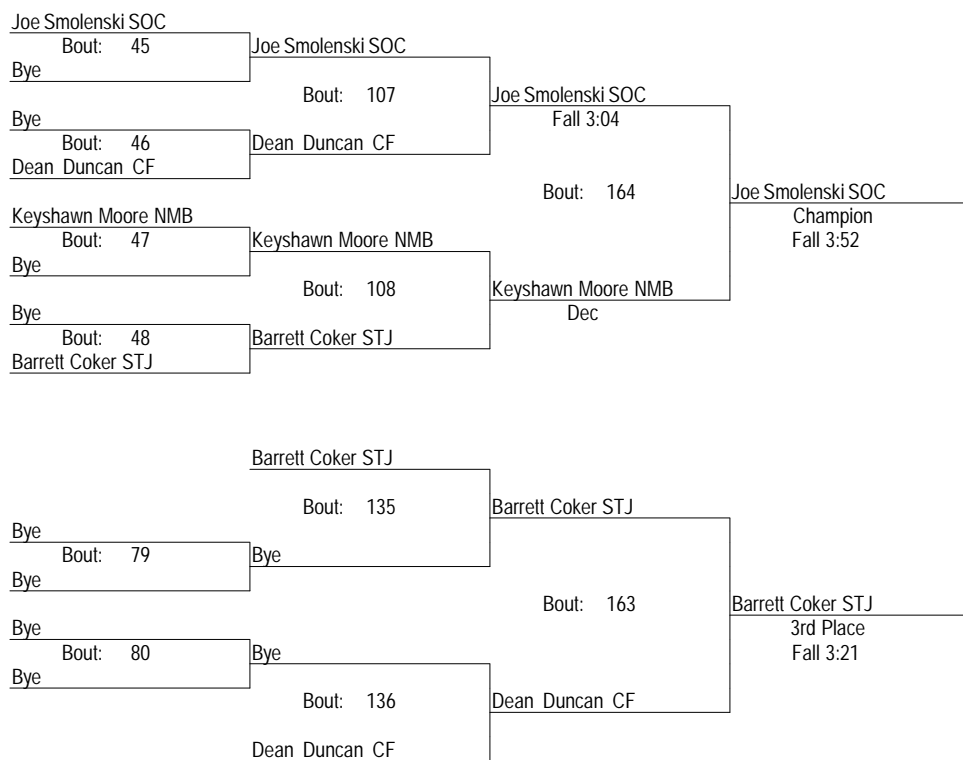 Joe Smolenski SOC
Bout: 45
Joe Smolenski SOC
Bye
Bout: 107
Joe Smolenski SOC
Fall 3:04
Bye
Bout: 46
Dean Duncan CF
Dean Duncan CF
Bout: 164
Joe Smolenski SOC
Champion
Fall 3:52
Keyshawn Moore NMB
Bout: 47
Keyshawn Moore NMB
Bye
Bout: 108
Keyshawn Moore NMB
Dec
Bye
Bout: 48
Barrett Coker STJ
Barrett Coker STJ
Barrett Coker STJ
Bout: 135
Barrett Coker STJ
Bye
Bout: 79
Bye
Bye
Bout: 163
Barrett Coker STJ
3rd Place
Fall 3:21
Bye
Bout: 80
Bye
Bye
Bout: 136
Dean Duncan CF
Dean Duncan CF